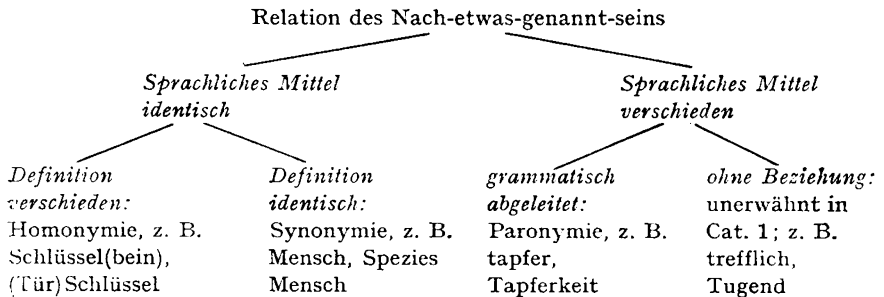 Relation des Nach-etwas-genannt-seins
Sprachliches Mittel
identisch
Sprachliches Mittel
verschieden
Definition
verschieden:
Homonymie, z. B.
Schlüssel(bein),
(Tür)Schlüssel
Definition
identisch:
Synonymie, z. B.
Mensch, Spezies
Mensch
grammatisch
abgeleitet:
Paronymie, z. B.
tapfer,
Tapferkeit
ohne Beziehung:
unerwähnt in
Cat. 1; z. B.
trefflich,
Tugend